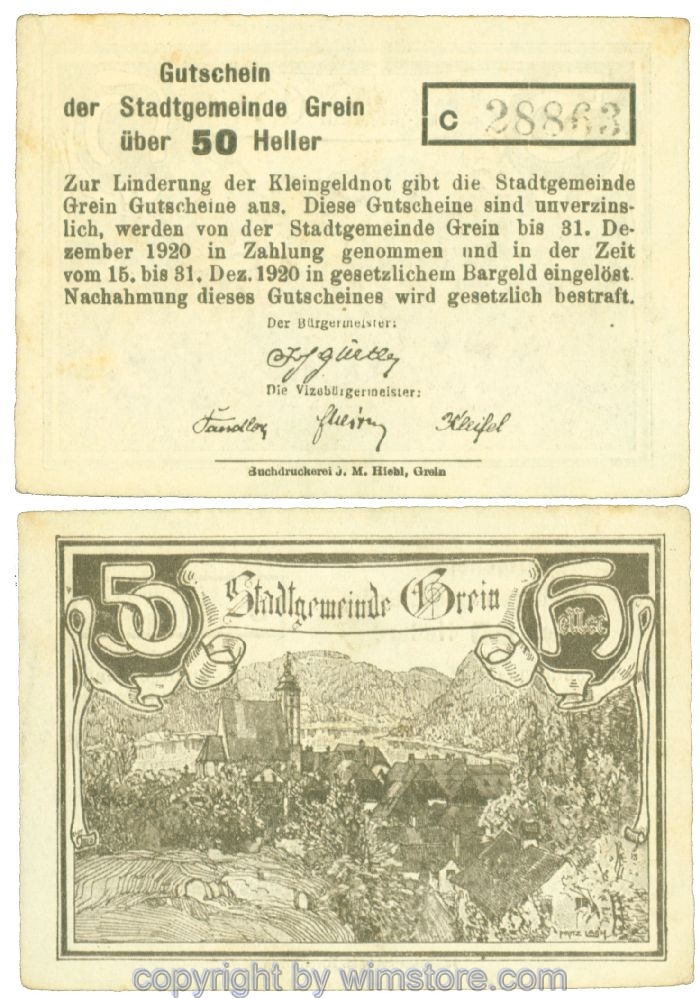 Gutschein
der Stadtgemeinde Grein
über 50 Heller
C 28863
Zur Linderung der Kleingeldnot gibt die Stadtgemeinde
Grein Gutscheine aus. Diese Gutscheine sind unverzins-
lich, werden von der Stadtgemeinde Grein bis 31. De-
zember 1920 in Zahlung genommen und in der Zeit
vom 15. bis 31. Dez. 1920 in gesetzlichem Bargeld eingelöst.
Nachahmung dieses Gutscheines wird gesetzlich bestraft.
Der Bürgermeister:
Die Vizebürgermeister:
Buchdruckerei J. M. Hiebl, Grein
50 Stadtgemeinde Grein Heller
copyright by wimstore.com